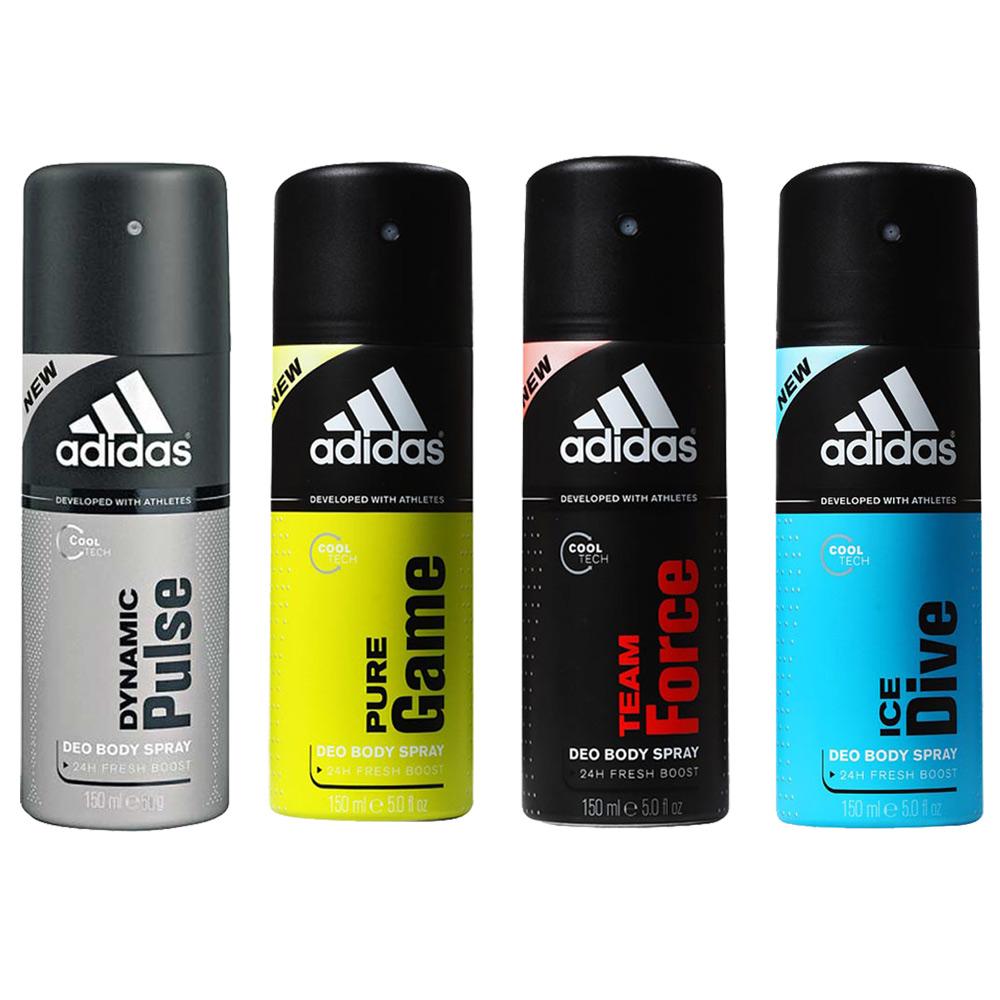 NEW
adidas
DEVELOPED WITH ATHLETES
COOL
TECH
DYNAMIC
Pulse
DEO BODY SPRAY
24H FRESH BOOST
150 ml e 50g
NEW
adidas®
DEVELOPED WITH ATHLETES
COOL
TECH
PURE
Game
DEO BODY SPRAY
24H FRESH BOOST
150 ml e 5.0 fl oz
NEW
adidas®
DEVELOPED WITH ATHLETES
COOL
TECH
TEAM
Force
DEO BODY SPRAY
24H FRESH BOOST
150 ml e 5.0 fl oz
NEW
adidas®
DEVELOPED WITH ATHLETES
COOL
TECH
ICE
Dive
DEO BODY SPRAY
24H FRESH BOOST
150 ml e 5.0 fl oz